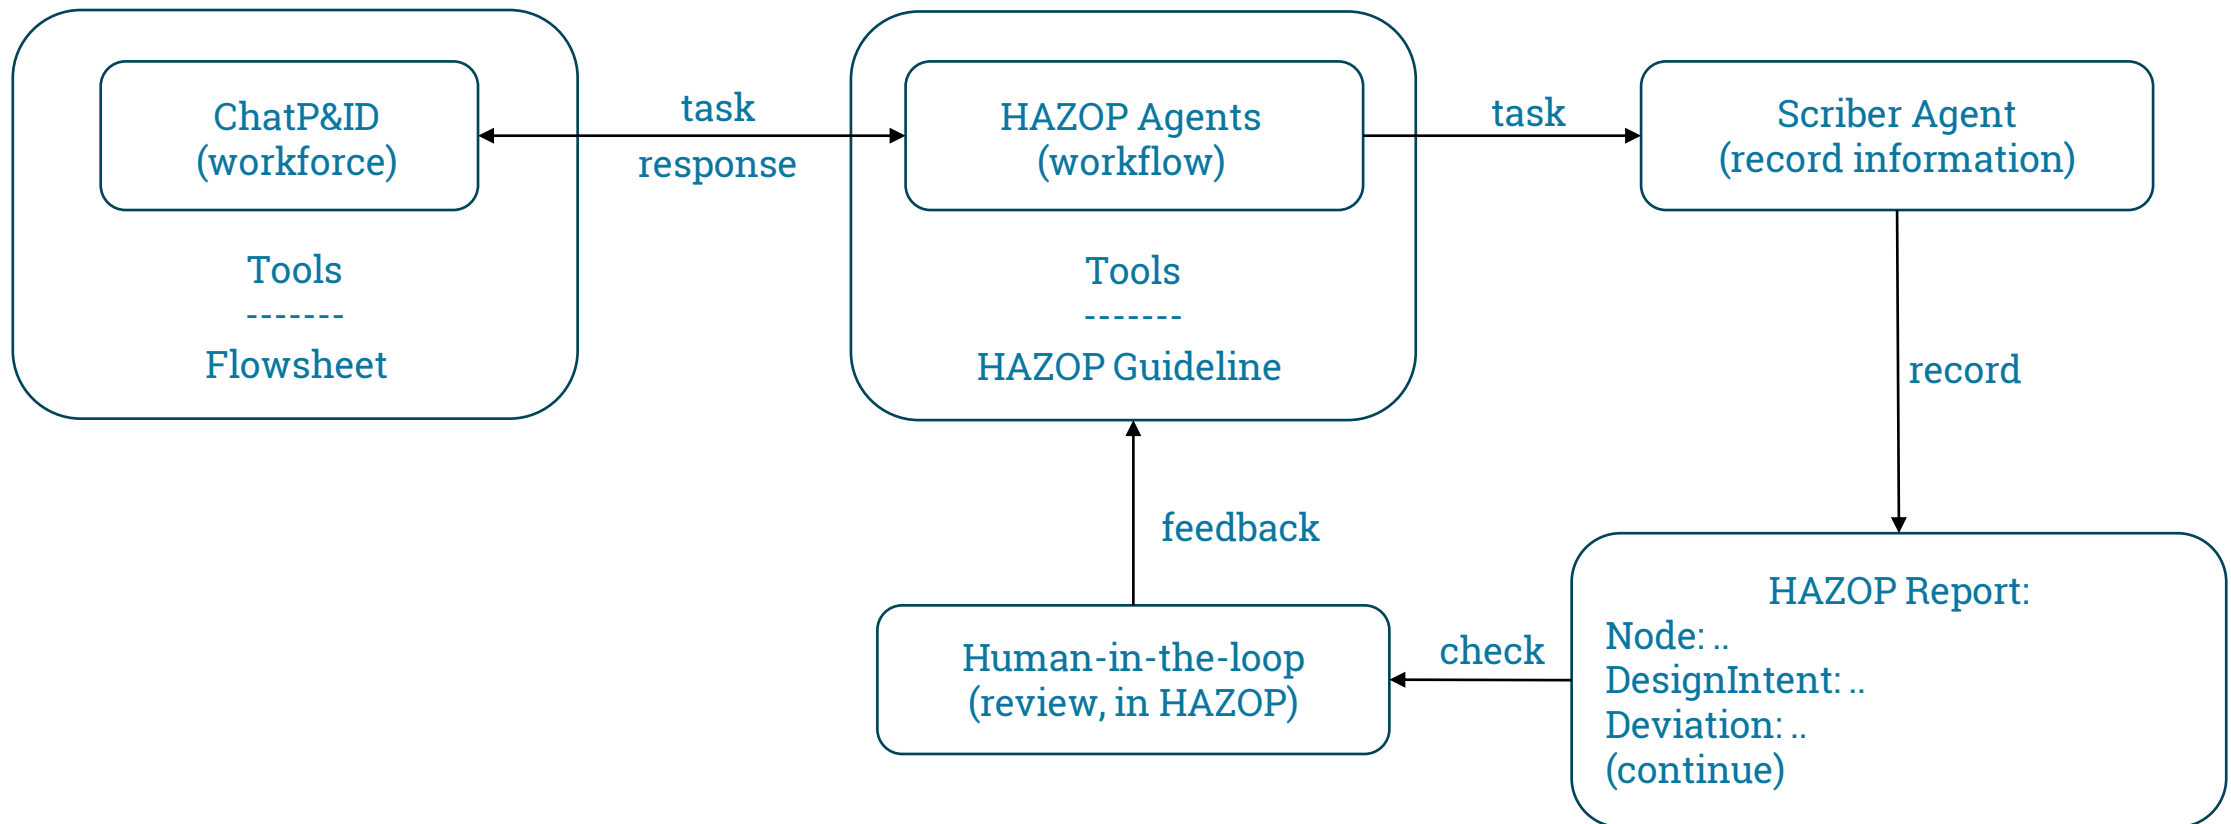 ChatP&ID
(workforce)
Tools
-------
Flowsheet
task
response
HAZOP Agents
(workflow)
Tools
-------
HAZOP Guideline
task
Scriber Agent
(record information)
record
HAZOP Report:
Node: ..
DesignIntent: ..
Deviation: ..
(continue)
check
Human-in-the-loop
(review, in HAZOP)
feedback